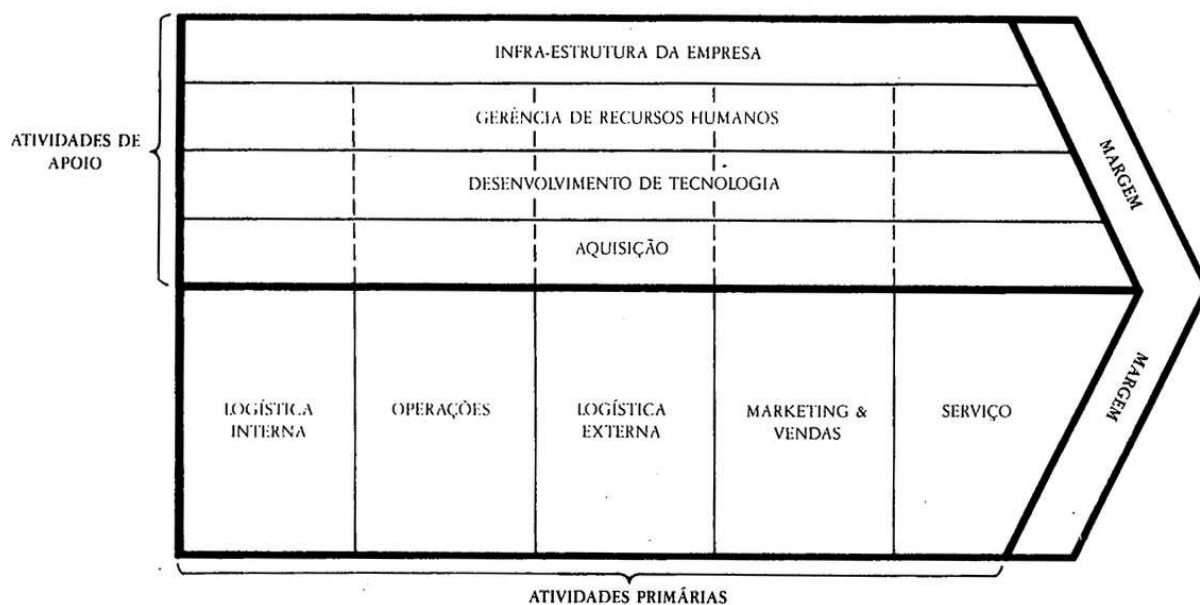 INFRA-ESTRUTURA DA EMPRESA
GERÊNCIA DE RECURSOS HUMANOS
ATIVIDADES DE
APOIO
DESENVOLVIMENTO DE TECNOLOGIA
AQUISIÇÃO
MARGEM
LOGÍSTICA
INTERNA
OPERAÇÕES
LOGÍSTICA
EXTERNA
MARKETING &
VENDAS
SERVIÇO
MARGEM
ATIVIDADES PRIMÁRIAS